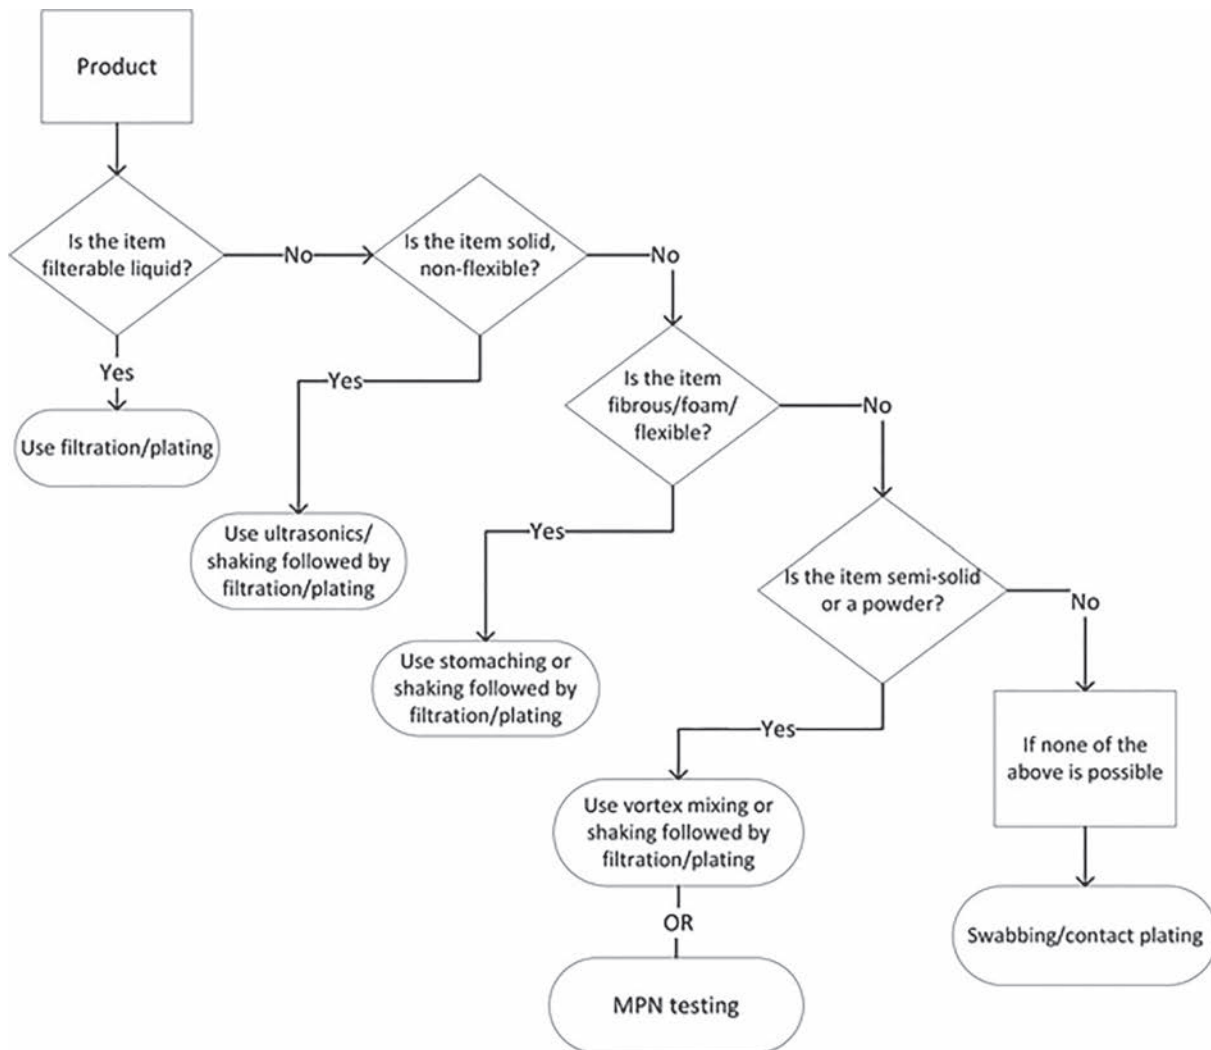 Product
Is the item
filterable liquid?
No
Is the item solid,
non-flexible?
No
Yes
Use filtration/plating
Yes
Is the item
fibrous/foam/
flexible?
No
Use ultrasonics/
shaking followed by
filtration/plating
Yes
Is the item semi-solid
or a powder?
No
Use stomaching or
shaking followed by
filtration/plating
Yes
If none of the
above is possible
Use vortex mixing or
shaking followed by
filtration/plating
OR
Swabbing/contact plating
MPN testing